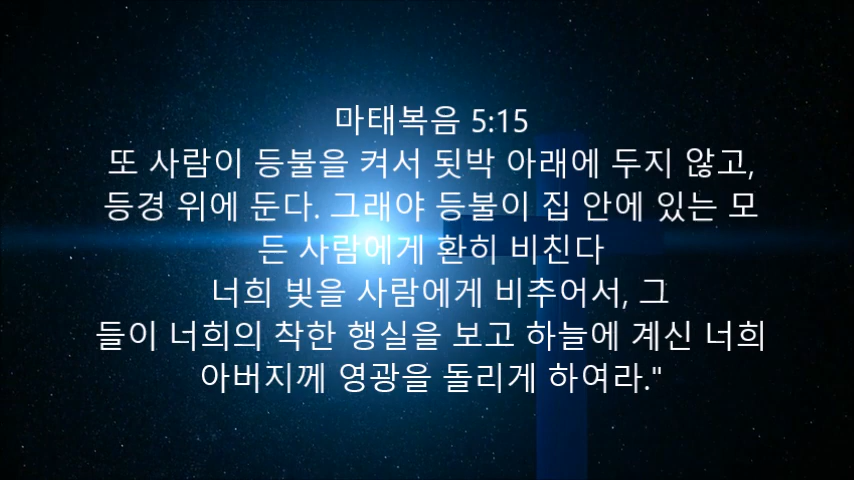 마태복음 5:15
또 사람이 등불을 켜서 됫박 아래에 두지 않고,
등경 위에 둔다. 그래야 등불이 집 안에 있는 모
든 사람에게 환히 비친다
너희 빛을 사람에게 비추어서, 그
들이 너희의 착한 행실을 보고 하늘에 계신 너희
아버지께 영광을 돌리게 하여라."